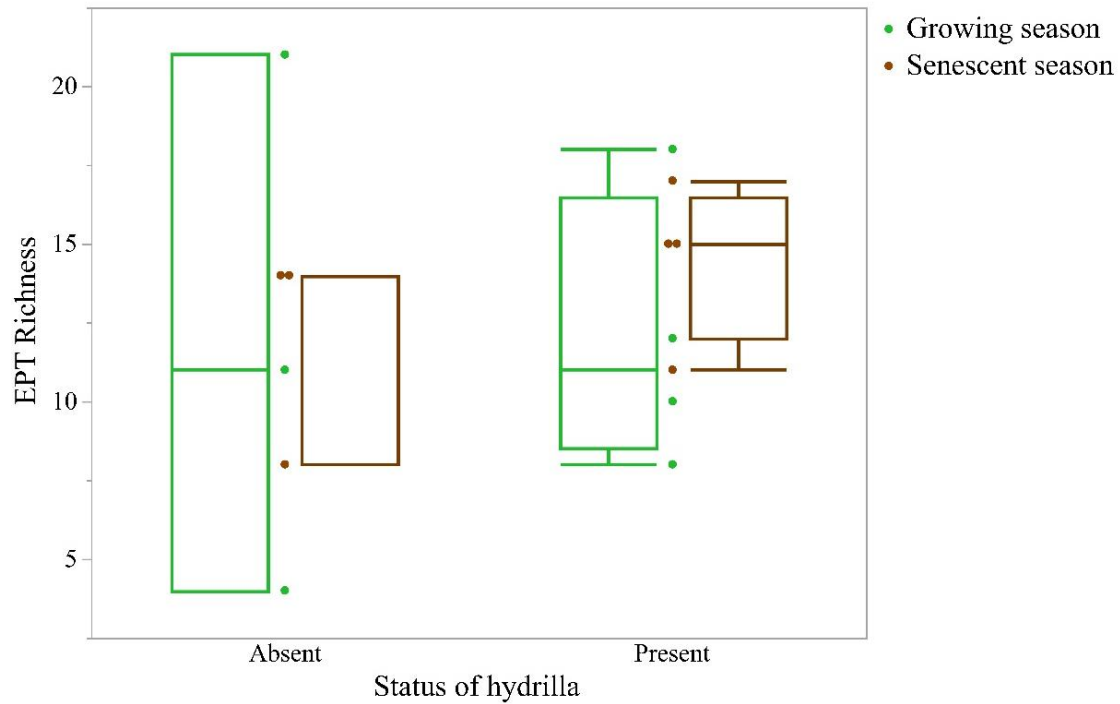 Growing season
Senescent season
20
15
10
5
EPT Richness
Absent
Present
Status of hydrilla